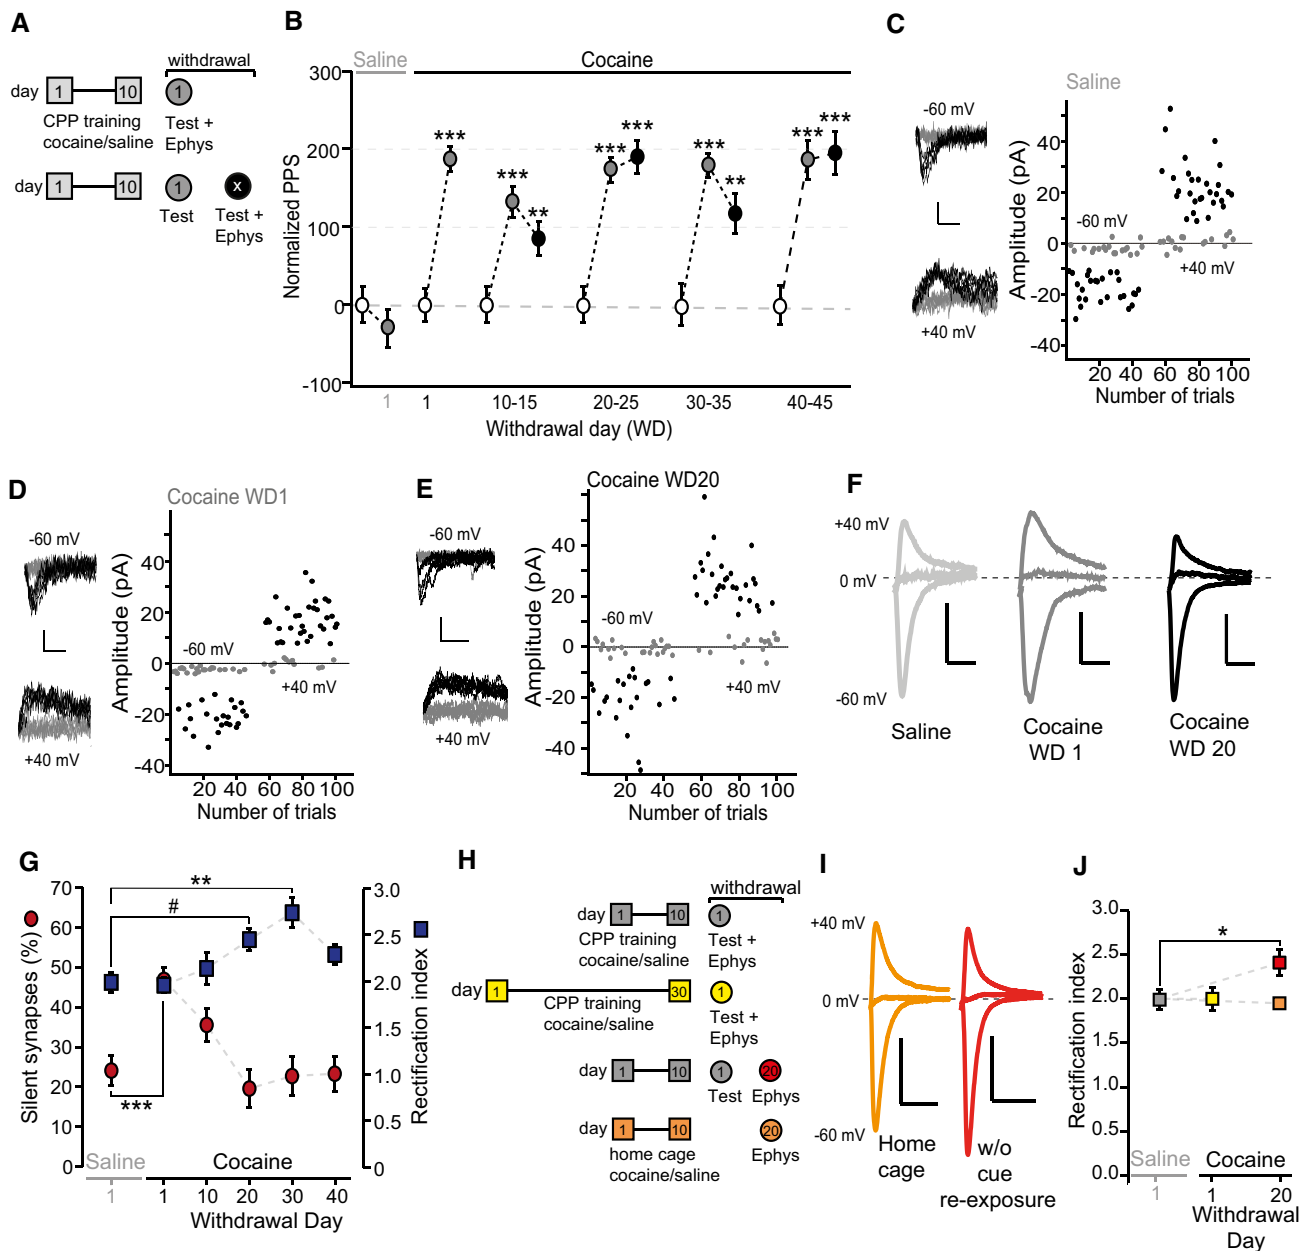 A
withdrawal
day 1 10 1
CPP training
cocaine/saline
Test +
Ephys
day 1 10 1 x
Test
Test +
Ephys
B
Saline
Cocaine
Normalized PPS
300
200
100
0
-100
***
***
**
***
***
***
**
***
***
1 1 10-15 20-25 30-35 40-45
Withdrawal day (WD)
C
Saline
-60 mV
+40 mV
Amplitude (pA)
40
20
0
-20
-40
-60 mV
+40 mV
20 40 60 80 100
Number of trials
D
Cocaine WD1
-60 mV
+40 mV
Amplitude (pA)
40
20
0
-20
-40
-60 mV
+40 mV
20 40 60 80 100
Number of trials
E
Cocaine WD20
-60 mV
+40 mV
Amplitude (pA)
40
20
0
-20
-40
-60 mV
+40 mV
20 40 60 80 100
Number of trials
F
+40 mV
0 mV
-60 mV
Saline
Cocaine
WD 1
Cocaine
WD 20
G
Silent synapses (%)
70
60
50
40
30
20
10
0
**
#
***
3.0
2.5
2.0
1.5
1.0
0.5
0
Rectification index
Saline
Cocaine
1 1 10 20 30 40
Withdrawal Day
H
withdrawal
day 1 10 1
CPP training
cocaine/saline
Test +
Ephys
day 1 30 1
CPP training
cocaine/saline
Test +
Ephys
day 1 10 1 20
Test Ephys
day 1 10 20
home cage
cocaine/saline
Ephys
I
+40 mV
0 mV
-60 mV
Home
cage
w/o
cue
re-exposure
J
Rectification index
3.0
2.5
2.0
1.0
0.5
0.0
*
Saline
Cocaine
1 1 20
Withdrawal
Day